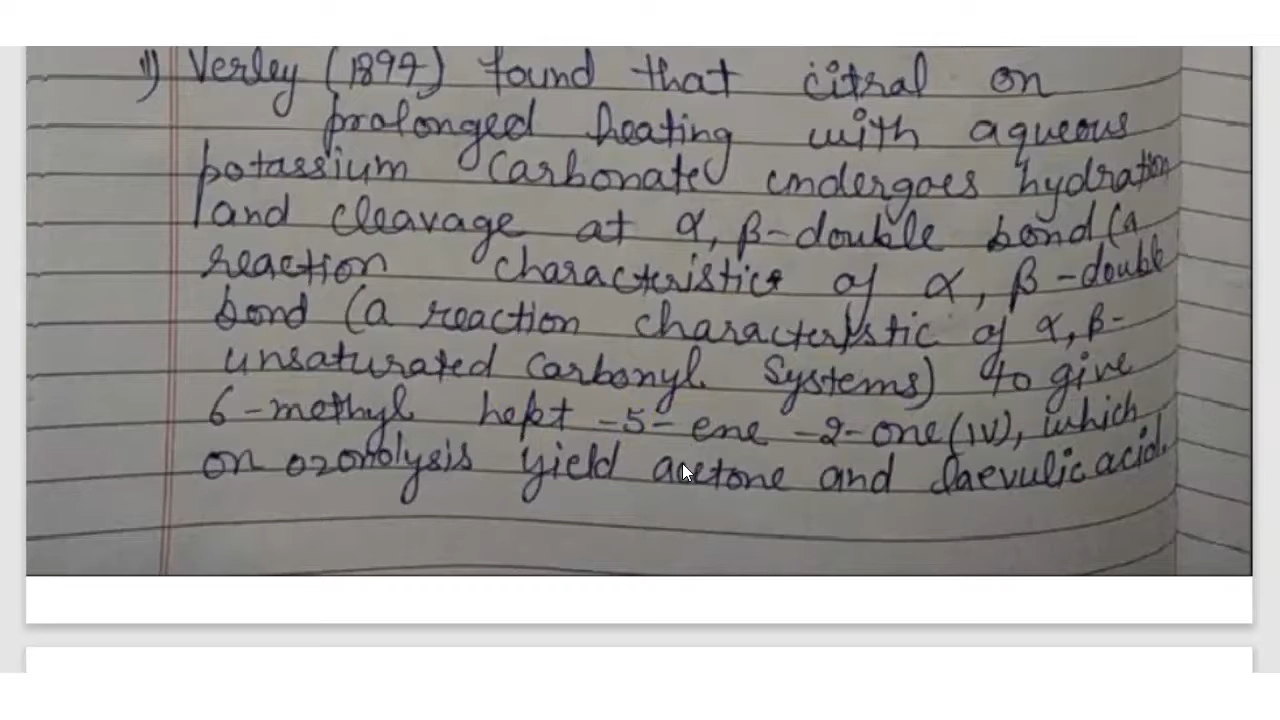 ii) Verley (1897) found that citral on
prolonged heating with aqueous
potassium carbonate undergoes hydration
and cleavage at α, β-double bond (a
reaction characteristics of α, β-double
bond (a reaction characteristic of α, β-
unsaturated carbonyl systems) to give
6-methyl hept -5- ene -2-one (IV), which
on ozonolysis yield acetone and laevulic acid.